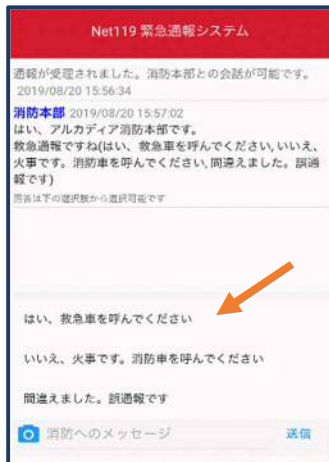 Net119 緊急通報システム
通報が受理されました。消防本部との会話が可能です。
2019/08/20 15:56:34
消防本部 2019/08/20 15:57:02
はい、アルカディア消防本部です。
救急通報ですね(はい、救急車を呼んでください,いいえ、
火事です。消防車を呼んでください,間違えました。誤通
報です)
回答は下の選択肢から選択可能です
はい、救急車を呼んでください
いいえ、火事です。消防車を呼んでください
間違えました。誤通報です
消防へのメッセージ
送信